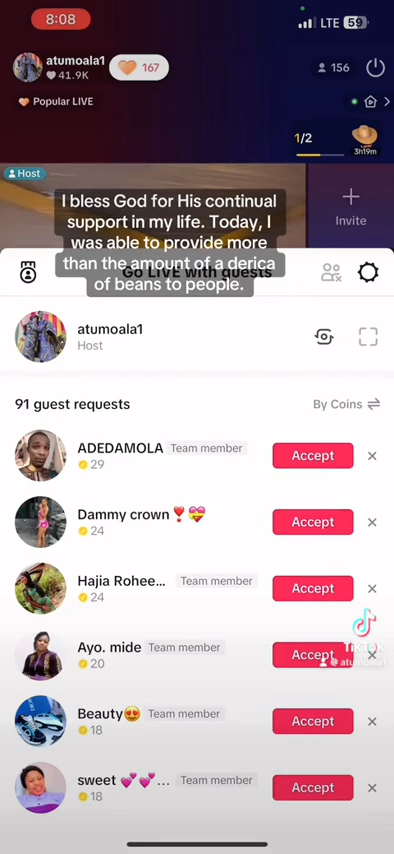 8:08
LTE 59
atumoala1
41.9K
167
156
Popular LIVE
1/2
3h19m
Host
Invite
I bless God for His continual
support in my life. Today, I
was able to provide more
than the amount of a derica
of beans to people.
Go LIVE with guests
atumoala1
Host
91 guest requests
By Coins
ADEDAMOLA Team member
29
Accept
Dammy crown❣️💝
24
Accept
Hajia Rohee... Team member
24
Accept
Ayo. mide Team member
20
Accept
TikTok
atumoala1
Beauty😍 Team member
18
Accept
sweet 💕💕... Team member
18
Accept